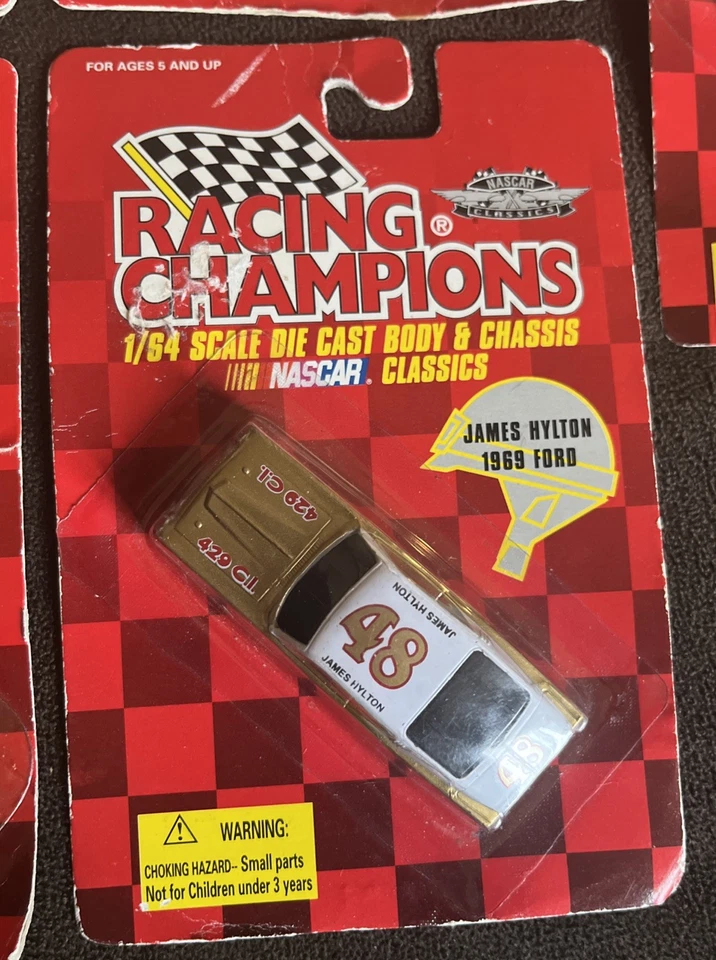 FOR AGES 5 AND UP
NASCAR
CLASSICS
RACING
CHAMPIONS®
1/64 SCALE DIE CAST BODY & CHASSIS
NASCAR. CLASSICS
JAMES HYLTON
1969 FORD
429 C.I.
429 C.I.
JAMES HYLTON
48
JAMES HYLTON
48
WARNING:
CHOKING HAZARD-- Small parts
Not for Children under 3 years